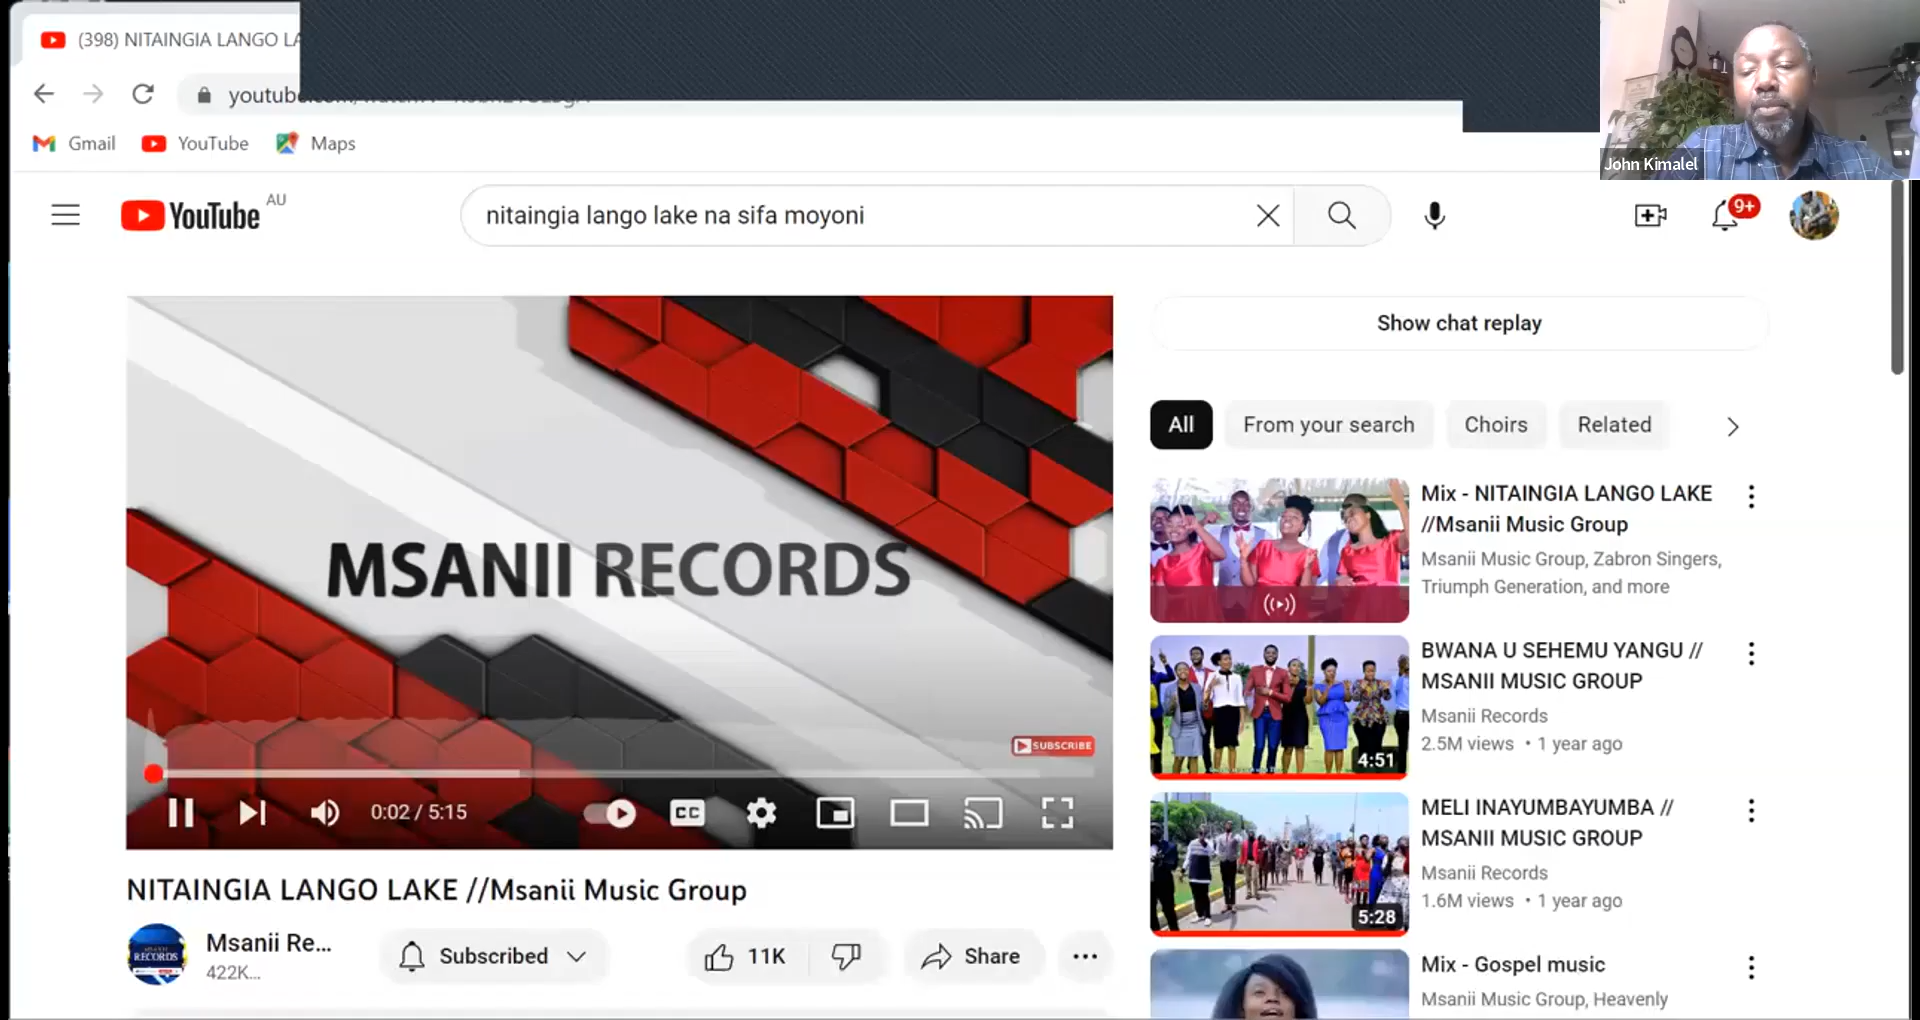 (398) NITAINGIA LANGO LA
Gmail
YouTube
Maps
John Kimalel
YouTube AU
nitaingia lango lake na sifa moyoni
9+
MSANII RECORDS
SUBSCRIBE
0:02 / 5:15
CC
NITAINGIA LANGO LAKE //Msanii Music Group
RECORDS
Msanii Re...
422K...
Subscribed
11K
Share
Show chat replay
All
From your search
Choirs
Related
Mix - NITAINGIA LANGO LAKE
//Msanii Music Group
Msanii Music Group, Zabron Singers,
Triumph Generation, and more
4:51
BWANA U SEHEMU YANGU //
MSANII MUSIC GROUP
Msanii Records
2.5M views • 1 year ago
5:28
MELI INAYUMBAYUMBA //
MSANII MUSIC GROUP
Msanii Records
1.6M views • 1 year ago
Mix - Gospel music
Msanii Music Group, Heavenly